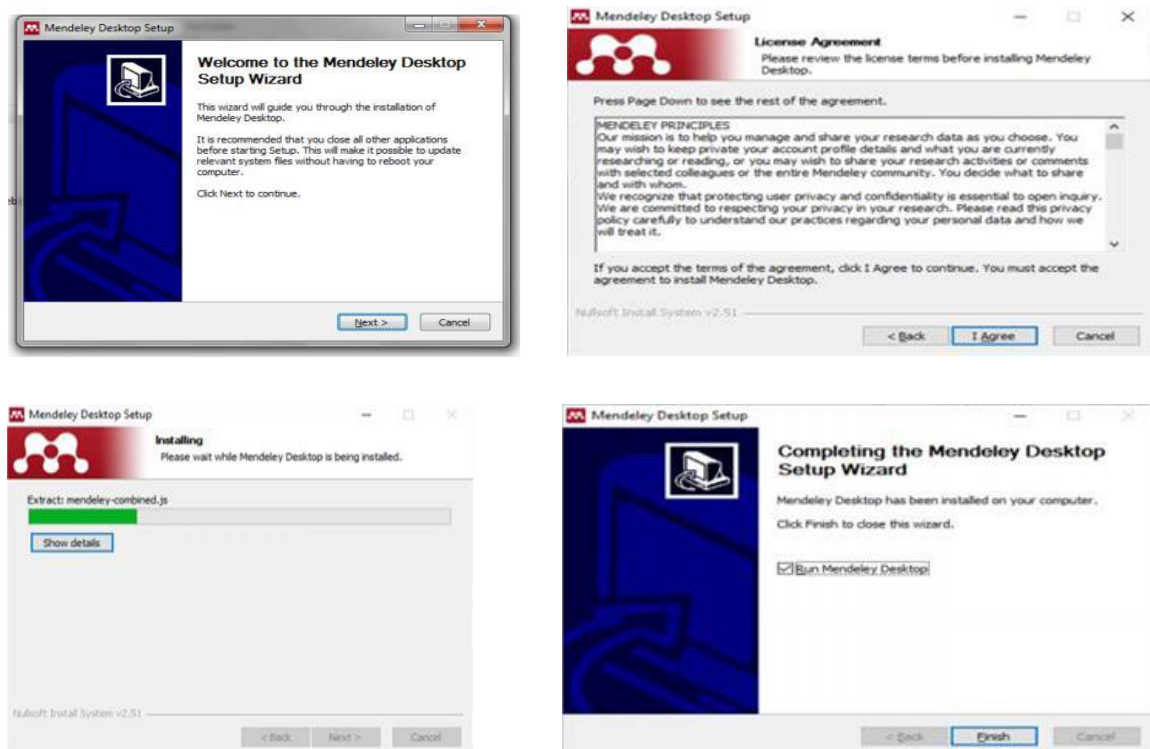 Mendeley Desktop Setup
Welcome to the Mendeley Desktop
Setup Wizard
This wizard will guide you through the installation of
Mendeley Desktop.
It is recommended that you close all other applications
before starting Setup. This will make it possible to update
relevant system files without having to reboot your
computer.
Click Next to continue.
Next >
Cancel
Mendeley Desktop Setup
License Agreement
Please review the license terms before installing Mendeley
Desktop.
Press Page Down to see the rest of the agreement.
MENDELEY PRINCIPLES
Our mission is to help you manage and share your research data as you choose. You
may wish to keep private your account profile details and what you are currently
researching or reading, or you may wish to share your research activities or comments
with selected colleagues or the entire Mendeley community. You decide what to share
and with whom.
We recognize that protecting user privacy and confidentiality is essential to open inquiry.
We are committed to respecting your privacy in your research. Please read this privacy
policy carefully to understand our practices regarding your personal data and how we
will treat it.
If you accept the terms of the agreement, click I Agree to continue. You must accept the
agreement to install Mendeley Desktop.
Nullsoft Install System v2.51
< Back
I Agree
Cancel
Mendeley Desktop Setup
Installing
Please wait while Mendeley Desktop is being installed.
Extract: mendeley-combined.js
Show details
Nullsoft Install System v2.51
< Back
Next >
Cancel
Mendeley Desktop Setup
Completing the Mendeley Desktop
Setup Wizard
Mendeley Desktop has been installed on your computer.
Click Finish to close this wizard.
Run Mendeley Desktop
< Back
Finish
Cancel